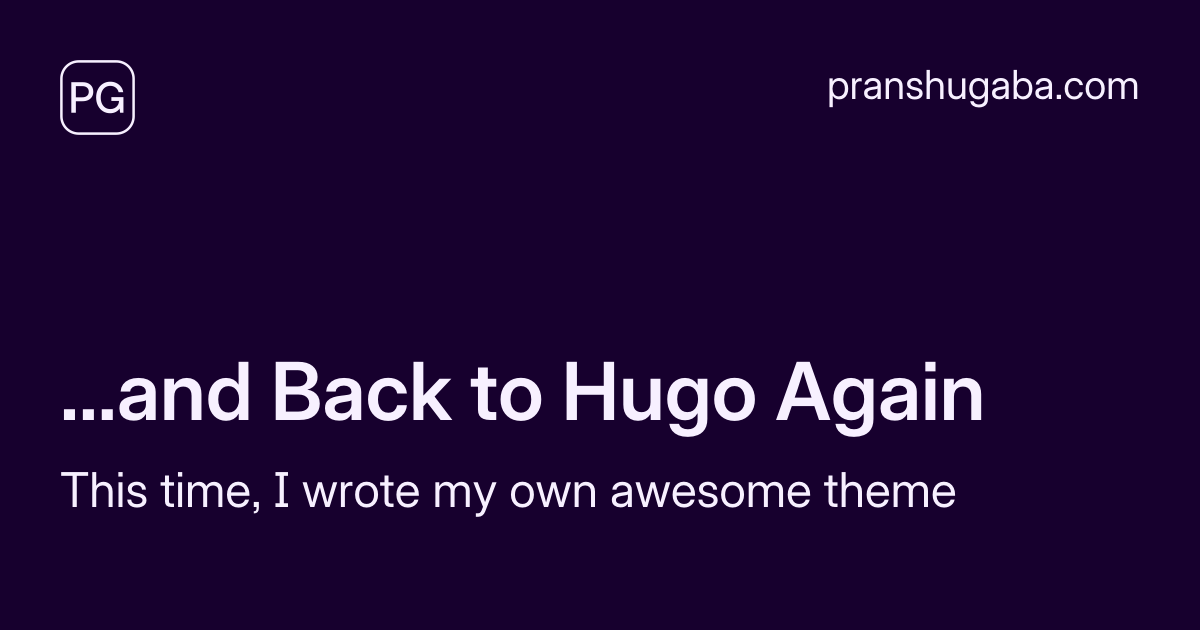 PG
pranshugaba.com
...and Back to Hugo Again
This time, I wrote my own awesome theme